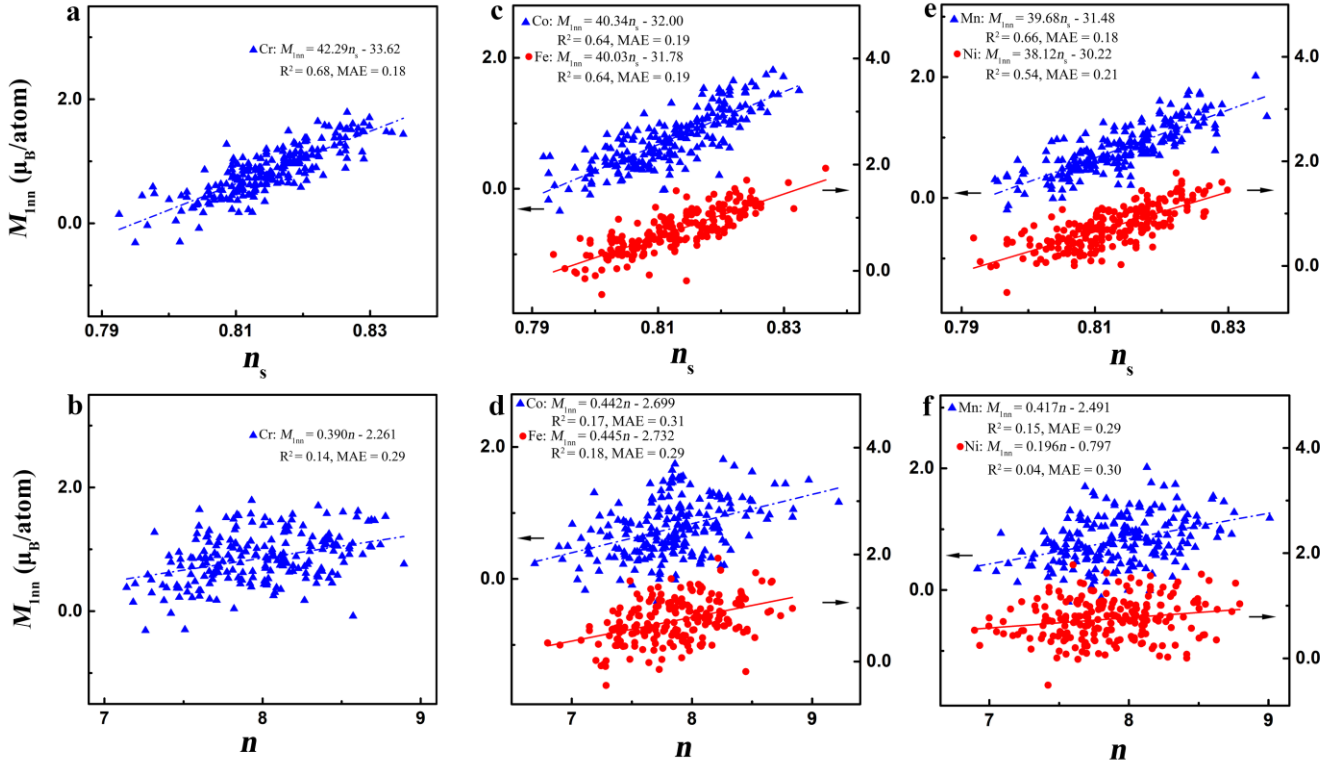 a
Cr: M1nn = 42.29ns - 33.62
R² = 0.68, MAE = 0.18
2.0
0.0
0.79
0.81
0.83
ns
M1nn (μB/atom)
c
Co: M1nn = 40.34ns - 32.00
R² = 0.64, MAE = 0.19
Fe: M1nn = 40.03ns - 31.78
R² = 0.64, MAE = 0.19
2.0
0.0
4.0
2.0
0.0
0.79
0.81
0.83
ns
e
Mn: M1nn = 39.68ns - 31.48
R² = 0.66, MAE = 0.18
Ni: M1nn = 38.12ns - 30.22
R² = 0.54, MAE = 0.21
2.0
0.0
4.0
2.0
0.0
0.79
0.81
0.83
ns
b
Cr: M1nn = 0.390n - 2.261
R² = 0.14, MAE = 0.29
2.0
0.0
7
8
9
n
M1nn (μB/atom)
d
Co: M1nn = 0.442n - 2.699
R² = 0.17, MAE = 0.31
Fe: M1nn = 0.445n - 2.732
R² = 0.18, MAE = 0.29
2.0
0.0
4.0
2.0
0.0
7
8
9
n
f
Mn: M1nn = 0.417n - 2.491
R² = 0.15, MAE = 0.29
Ni: M1nn = 0.196n - 0.797
R² = 0.04, MAE = 0.30
2.0
0.0
4.0
2.0
0.0
7
8
9
n